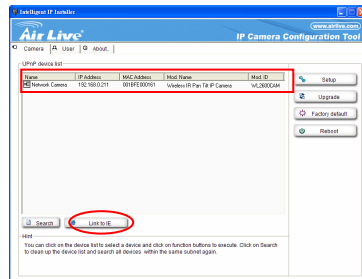 Intelligent IP Installer
Air Live®
www.airlive.com
IP Camera Configuration Tool
Camera User About..
UPnP device list
Name IP Address MAC Address Mod. Name Mod. ID
Network Camera 192.168.0.211 001BFE000161 Wireless IR Pan Tilt IP Camera WL2600CAM
Setup
Upgrade
Factory default
Reboot
Search Link to IE
Hint
You can click on the device list to select a device and click on function buttons to execute. Click on Search
to clean up the device list and search all devices within the same subnet again.